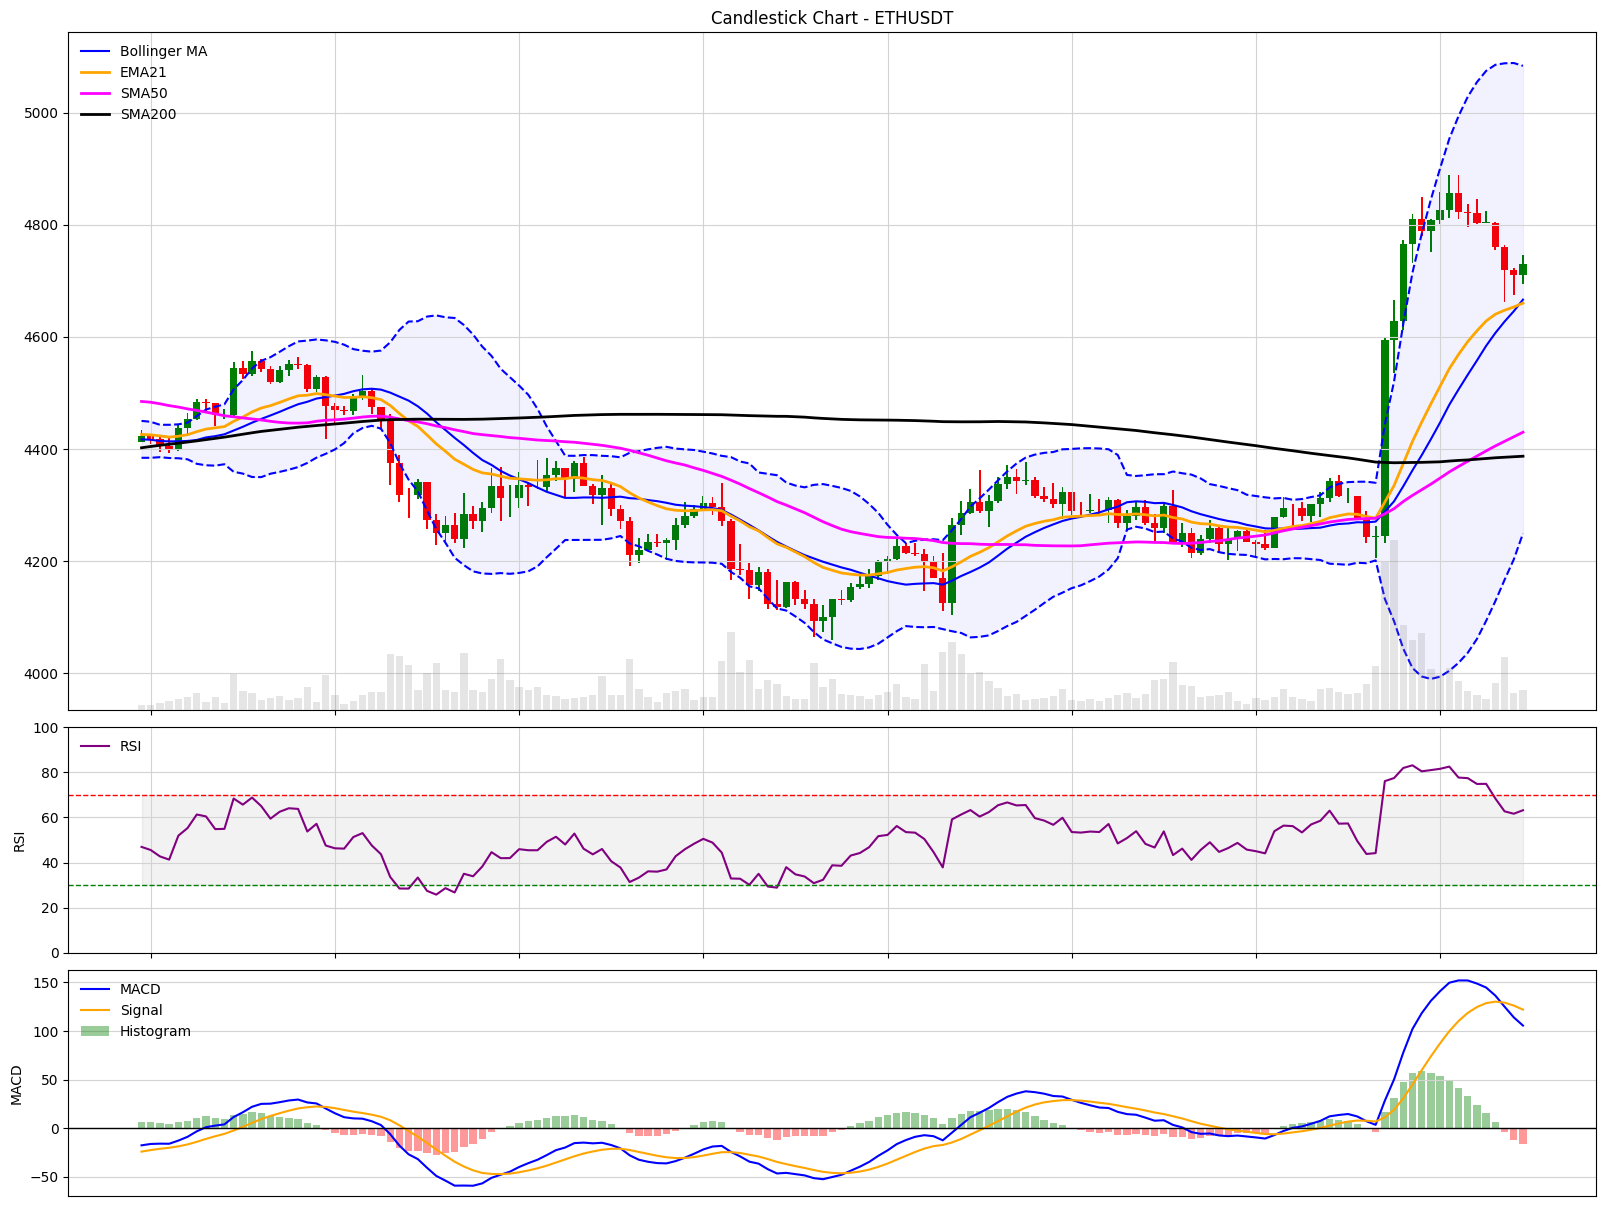 Candlestick Chart - ETHUSDT
Bollinger MA
EMA21
SMA50
SMA200
5000
4800
4600
4400
4200
4000
RSI
100
80
60
40
20
0
RSI
MACD
Signal
Histogram
150
100
50
0
−50
MACD